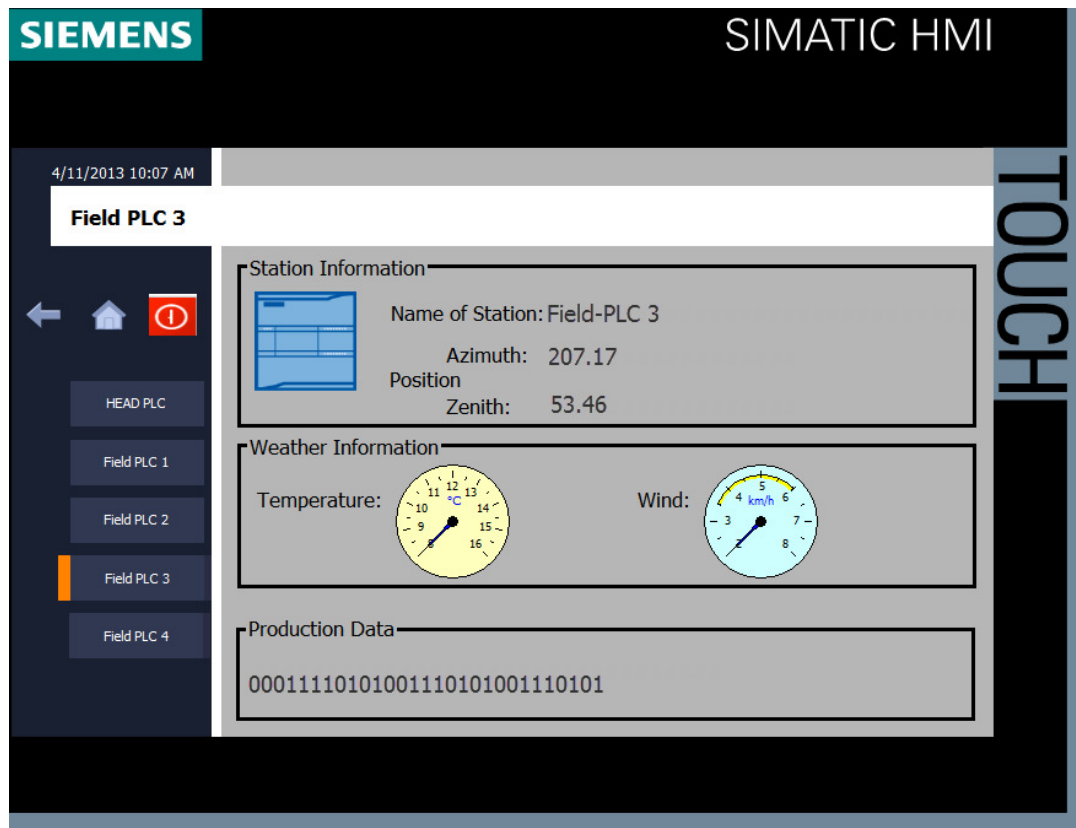 SIEMENS
SIMATIC HMI
TOUCH
4/11/2013 10:07 AM
Field PLC 3
HEAD PLC
Field PLC 1
Field PLC 2
Field PLC 3
Field PLC 4
Station Information
Name of Station: Field-PLC 3
Azimuth: 207.17
Position
Zenith: 53.46
Weather Information
Temperature:
8 9 10 11 12 13 14 15 16
°C
Wind:
2 3 4 5 6 7 8
km/h
Production Data
00011110101001110101001110101